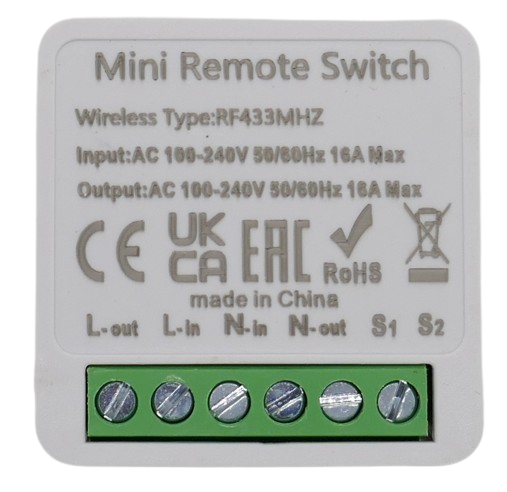 Mini Remote Switch
Wireless Type:RF433MHZ
Input:AC 100-240V 50/60Hz 16A Max
Output:AC 100-240V 50/60Hz 16A Max
CE UK CA EAC RoHS
made in China
L-out L-in N-in N-out S1 S2